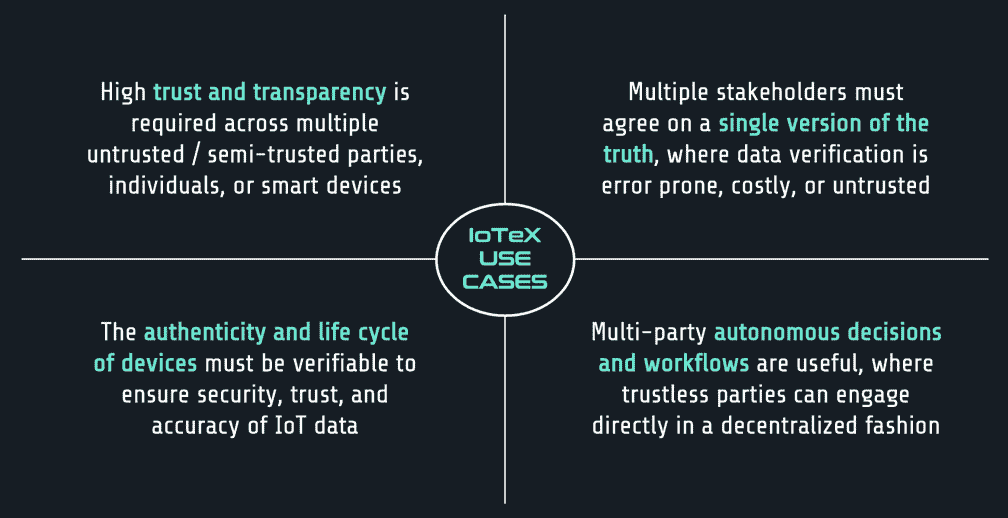 High trust and transparency is
required across multiple
untrusted / semi-trusted parties,
individuals, or smart devices
Multiple stakeholders must
agree on a single version of the
truth, where data verification is
error prone, costly, or untrusted
IoTeX
USE
CASES
The authenticity and life cycle
of devices must be verifiable to
ensure security, trust, and
accuracy of IoT data
Multi-party autonomous decisions
and workflows are useful, where
trustless parties can engage
directly in a decentralized fashion